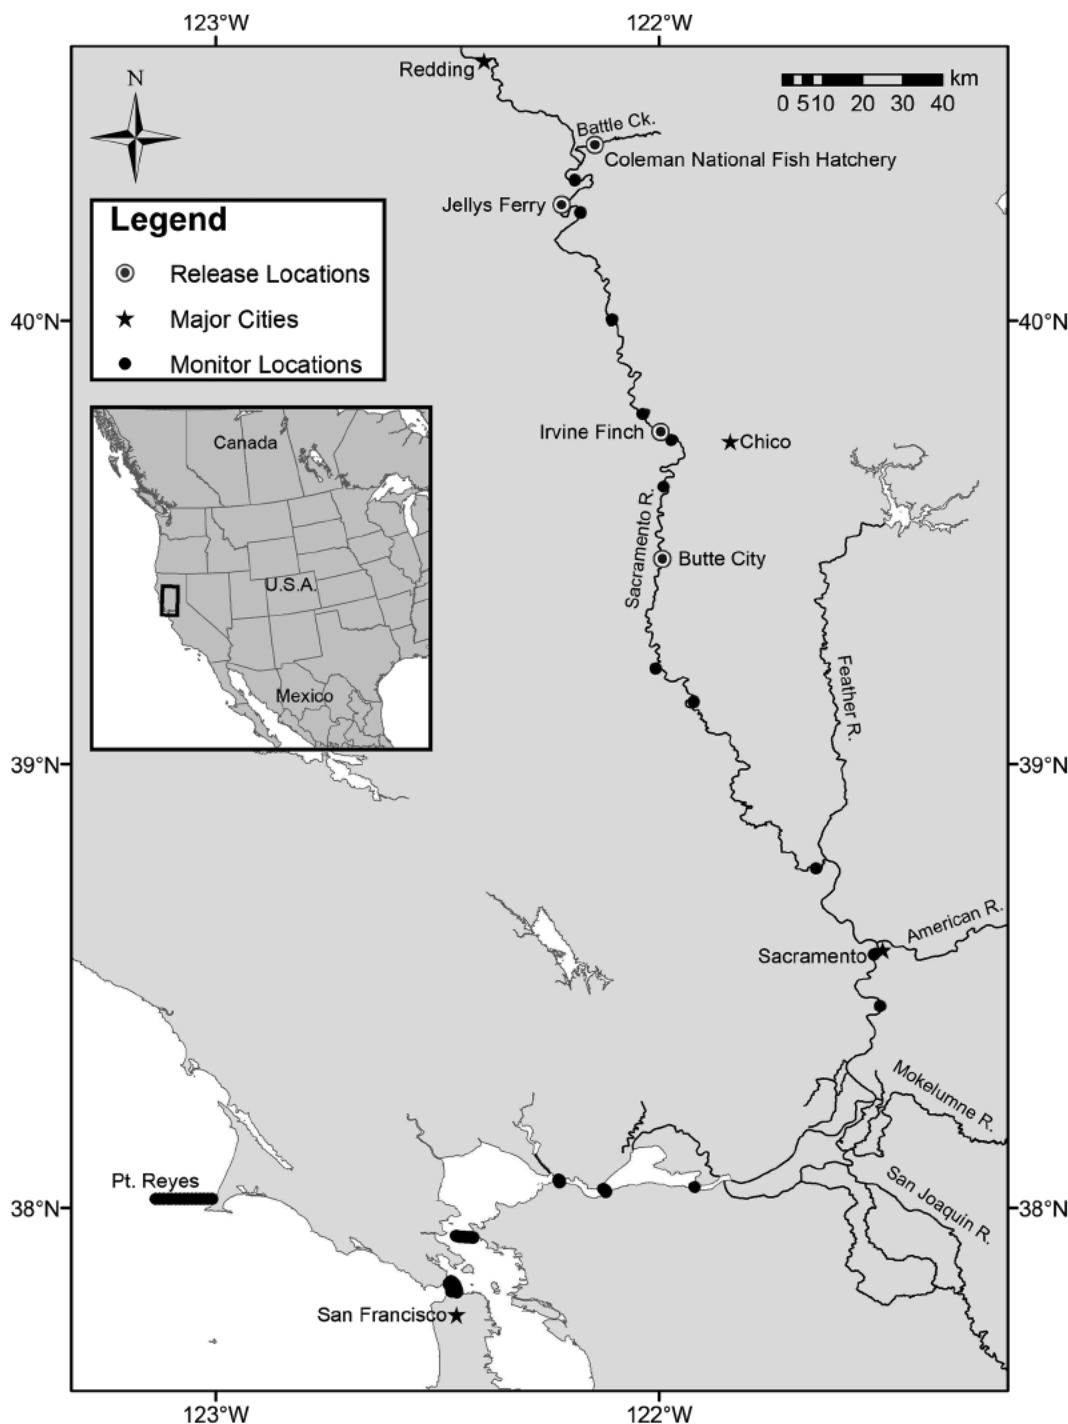 123°W 122°W
Redding
km
0 5 10 20 30 40
N
Battle Ck.
Coleman National Fish Hatchery
Jellys Ferry
Legend
Release Locations
Major Cities
Monitor Locations
40°N 40°N
Irvine Finch
Chico
Canada
Sacramento R.
Butte City
U.S.A.
Mexico
Feather R.
39°N 39°N
American R.
Sacramento
Mokelumne R.
Pt. Reyes
San Joaquin R.
38°N 38°N
San Francisco
123°W 122°W